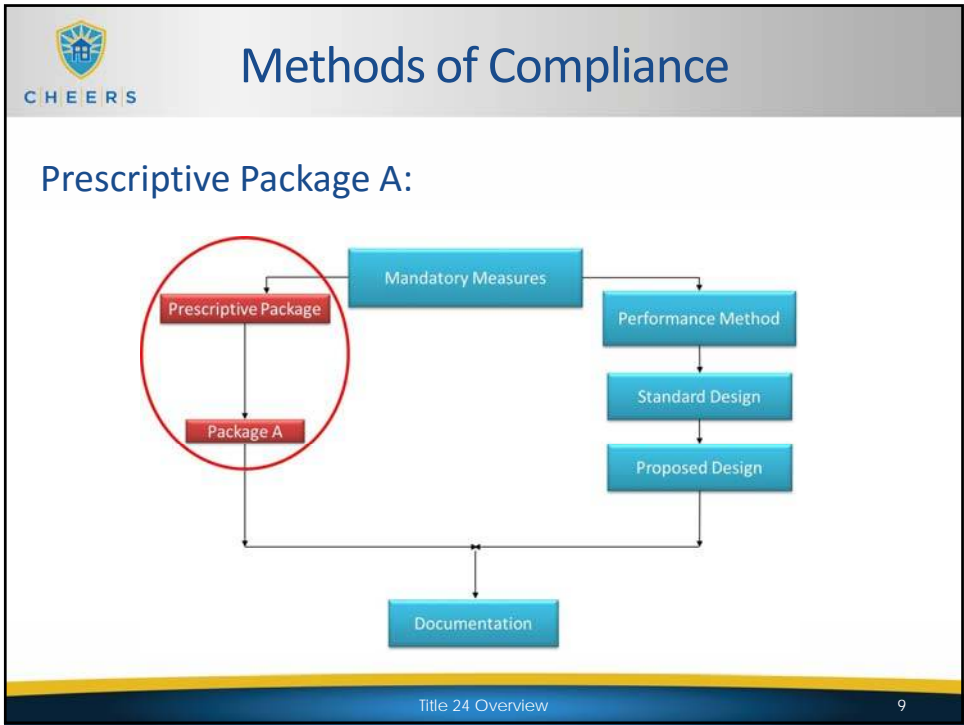 CHEERS
Methods of Compliance
Prescriptive Package A:
Mandatory Measures
Prescriptive Package
Performance Method
Standard Design
Package A
Proposed Design
Documentation
Title 24 Overview
9